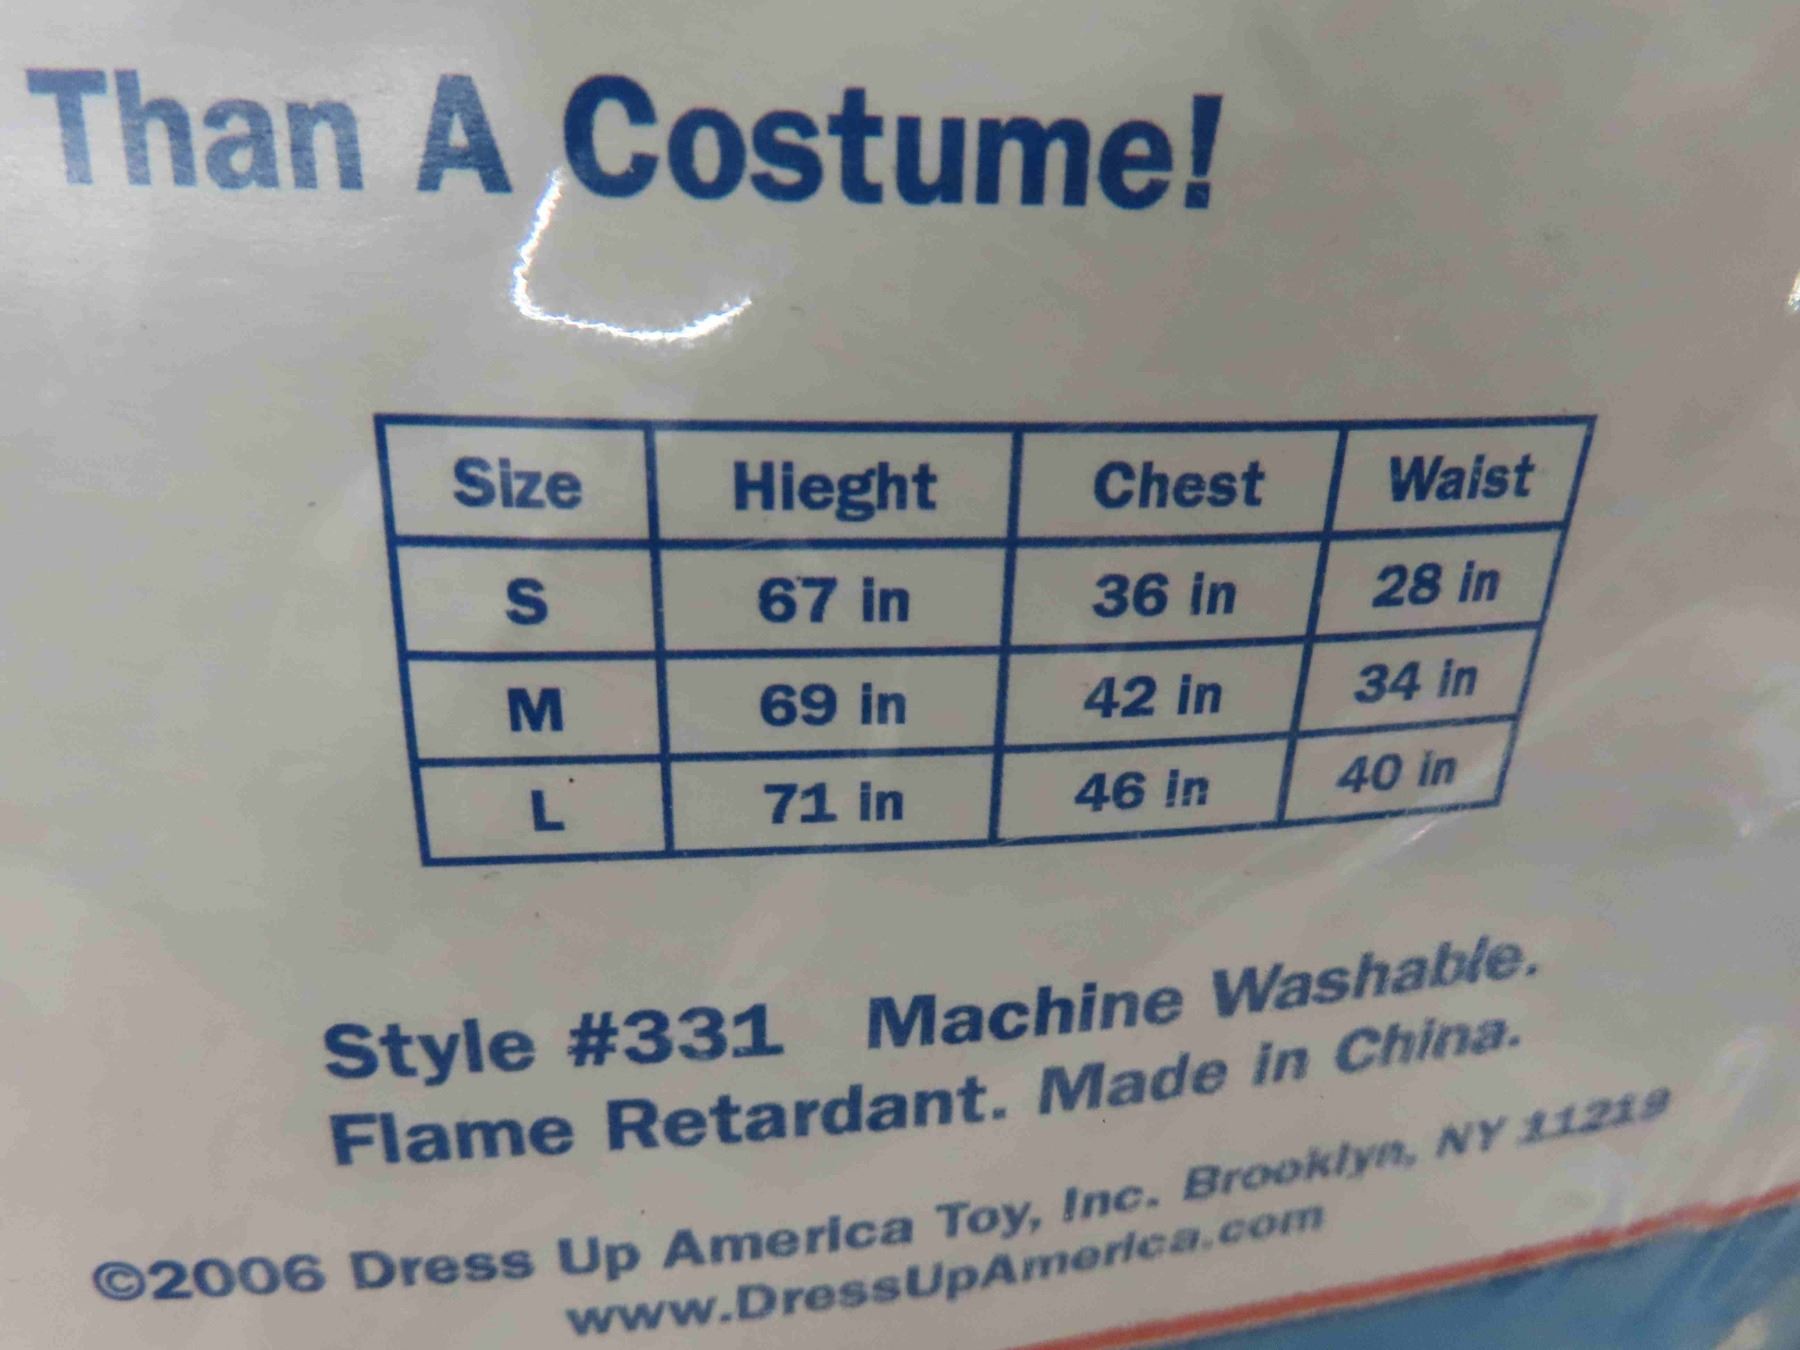 Than A Costume!
Size Hieght Chest Waist
S 67 in 36 in 28 in
M 69 in 42 in 34 in
L 71 in 46 in 40 in
Style #331 Machine Washable.
Flame Retardant. Made in China.
©2006 Dress Up America Toy, Inc. Brooklyn, NY 11219
www.DressUpAmerica.com